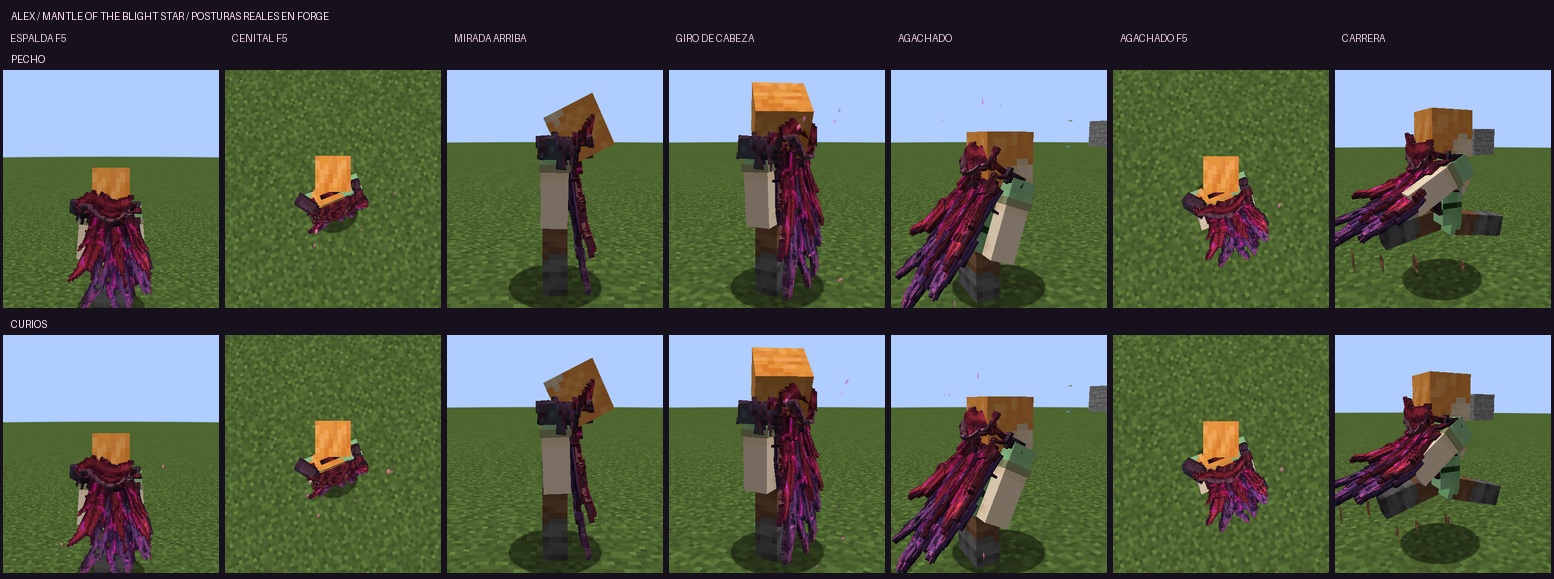 ALEX / MANTLE OF THE BLIGHT STAR / POSTURAS REALES EN FORGE
ESPALDA F5 CENITAL F5 MIRADA ARRIBA GIRO DE CABEZA AGACHADO AGACHADO F5 CARRERA
PECHO
CURIOS